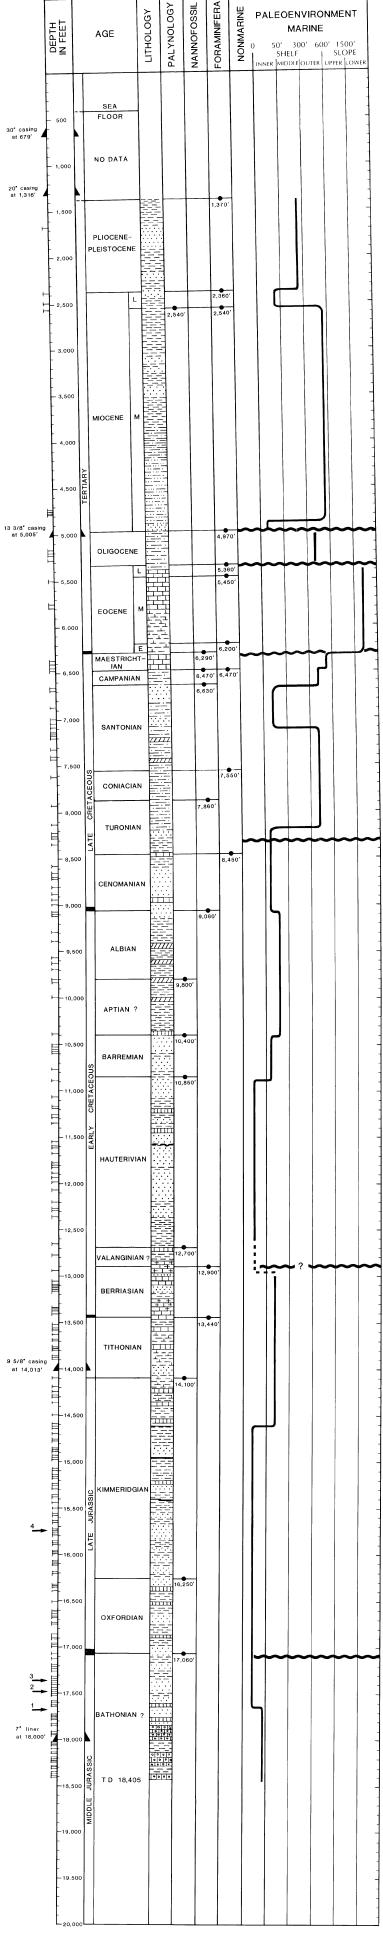 DEPTH
IN FEET
AGE
LITHOLOGY
PALYNOLOGY
NANNOFOSSIL
FORAMINIFERA
NONMARINE
PALEOENVIRONMENT
MARINE
0 50' 300' 600' 1500'
SHELF SLOPE
INNER MIDDLE OUTER UPPER LOWER
SEA
FLOOR
500
30" casing
at 679'
NO DATA
1,000
20" casing
at 1,316'
1,370'
1,500
PLIOCENE-
PLEISTOCENE
2,000
2,360'
L
2,500
2,540' 2,540'
3,000
3,500
MIOCENE M
4,000
4,500
TERTIARY
13 3/8" casing
at 5,005'
4,970'
5,000
OLIGOCENE
5,360'
L
5,450'
5,500
EOCENE M
6,000
E
6,200'
MAESTRICHT-
IAN
6,290'
6,470' 6,470'
6,500
CAMPANIAN
6,630'
7,000
SANTONIAN
7,500
7,550'
CONIACIAN
7,860'
8,000
TURONIAN
LATE CRETACEOUS
8,450'
8,500
CENOMANIAN
9,000
9,060'
ALBIAN
9,500
9,800'
10,000
APTIAN ?
10,400'
10,500
BARREMIAN
10,850'
11,000
EARLY CRETACEOUS
11,500
HAUTERIVIAN
12,000
12,500
12,700'
VALANGINIAN ?
12,900'
?
13,000
BERRIASIAN
13,440'
13,500
TITHONIAN
9 5/8" casing
at 14,013'
14,000
14,100'
14,500
15,000
KIMMERIDGIAN
15,500
LATE JURASSIC
4
16,000
16,250'
16,500
OXFORDIAN
17,000
17,060'
3
2
17,500
1
BATHONIAN ?
7" liner
at 18,000'
18,000
MIDDLE JURASSIC
T D 18,405
18,500
19,000
19,500
20,000